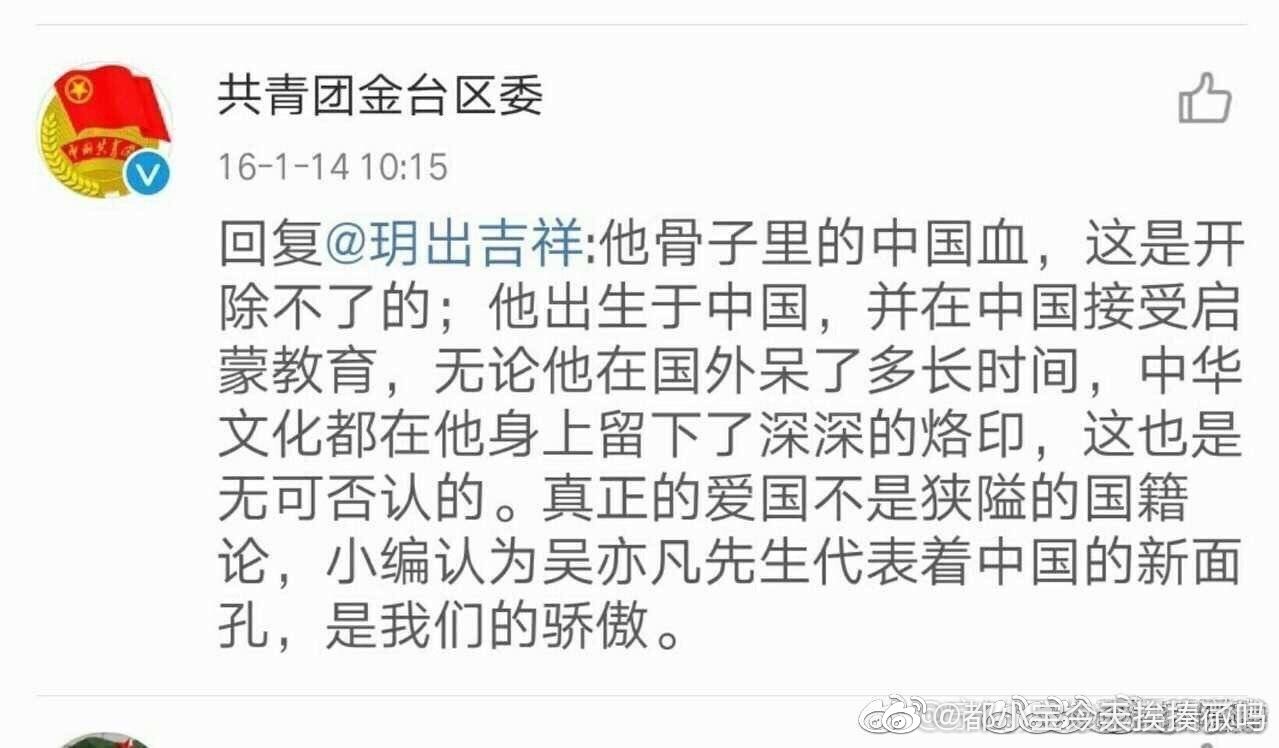 共青团金台区委
16-1-14 10:15
回复@玥出吉祥:他骨子里的中国血，这是开
除不了的；他出生于中国，并在中国接受启
蒙教育，无论他在国外呆了多长时间，中华
文化都在他身上留下了深深的烙印，这也是
无可否认的。真正的爱国不是狭隘的国籍
论，小编认为吴亦凡先生代表着中国的新面
孔，是我们的骄傲。